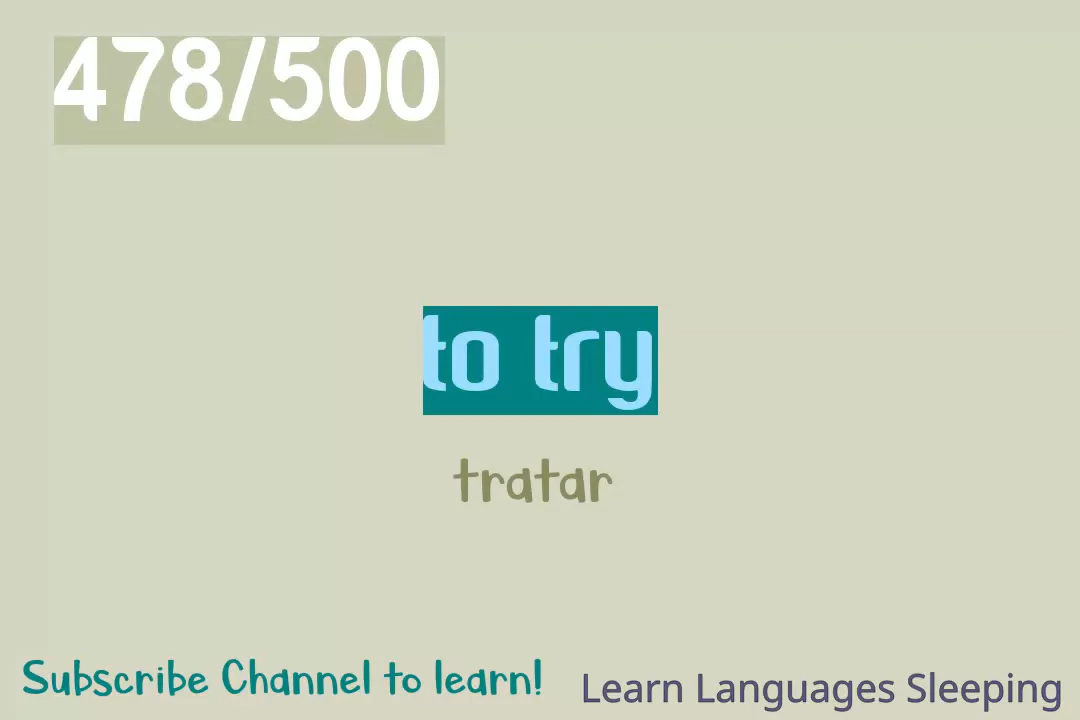 478/500
to try
tratar
Subscribe Channel to learn!
Learn Languages Sleeping